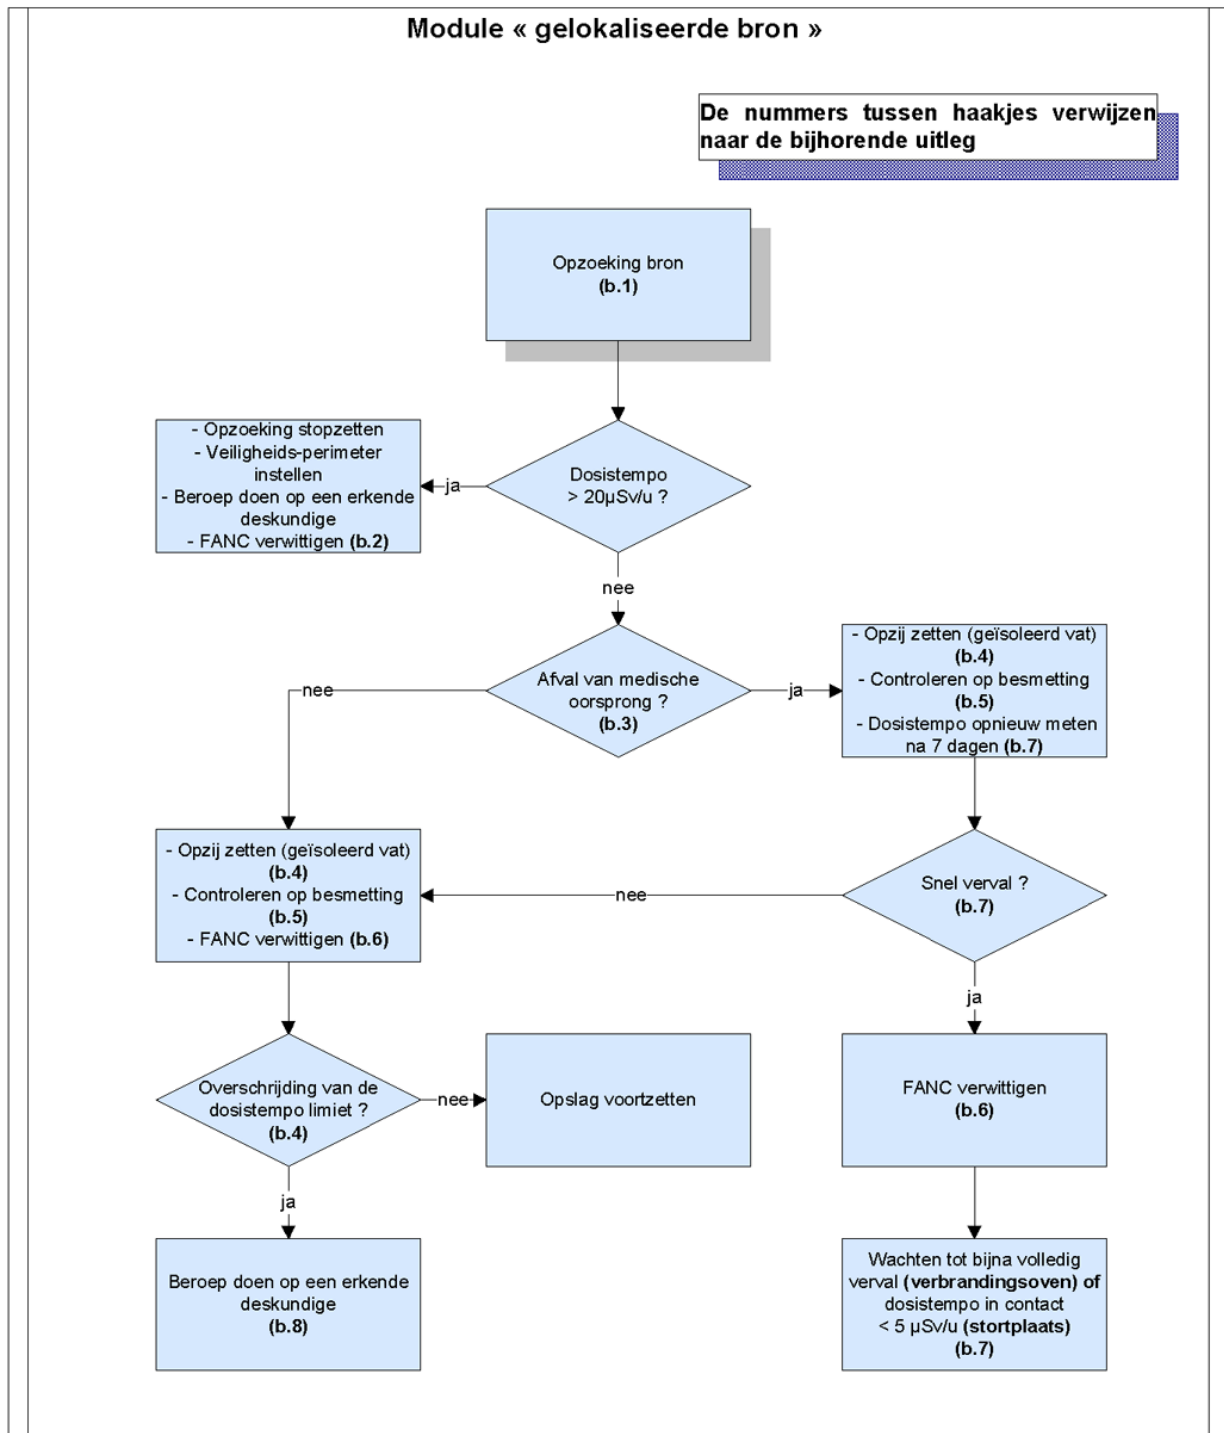 Module « gelokaliseerde bron »
De nummers tussen haakjes verwijzen
naar de bijhorende uitleg
Opzoeking bron
(b.1)
- Opzoeking stopzetten
- Veiligheids-perimeter
instellen
- Beroep doen op een erkende
deskundige
- FANC verwittigen (b.2)
ja
Dosistempo
> 20µSv/u ?
nee
Afval van medische
oorsprong ?
(b.3)
nee
ja
- Opzij zetten (geïsoleerd vat)
(b.4)
- Controleren op besmetting
(b.5)
- Dosistempo opnieuw meten
na 7 dagen (b.7)
- Opzij zetten (geïsoleerd vat)
(b.4)
- Controleren op besmetting
(b.5)
- FANC verwittigen (b.6)
nee
Snel verval ?
(b.7)
ja
Overschrijding van de
dosistempo limiet ?
(b.4)
nee
Opslag voortzetten
FANC verwittigen
(b.6)
ja
Beroep doen op een erkende
deskundige
(b.8)
Wachten tot bijna volledig
verval (verbrandingsoven) of
dosistempo in contact
< 5 µSv/u (stortplaats)
(b.7)